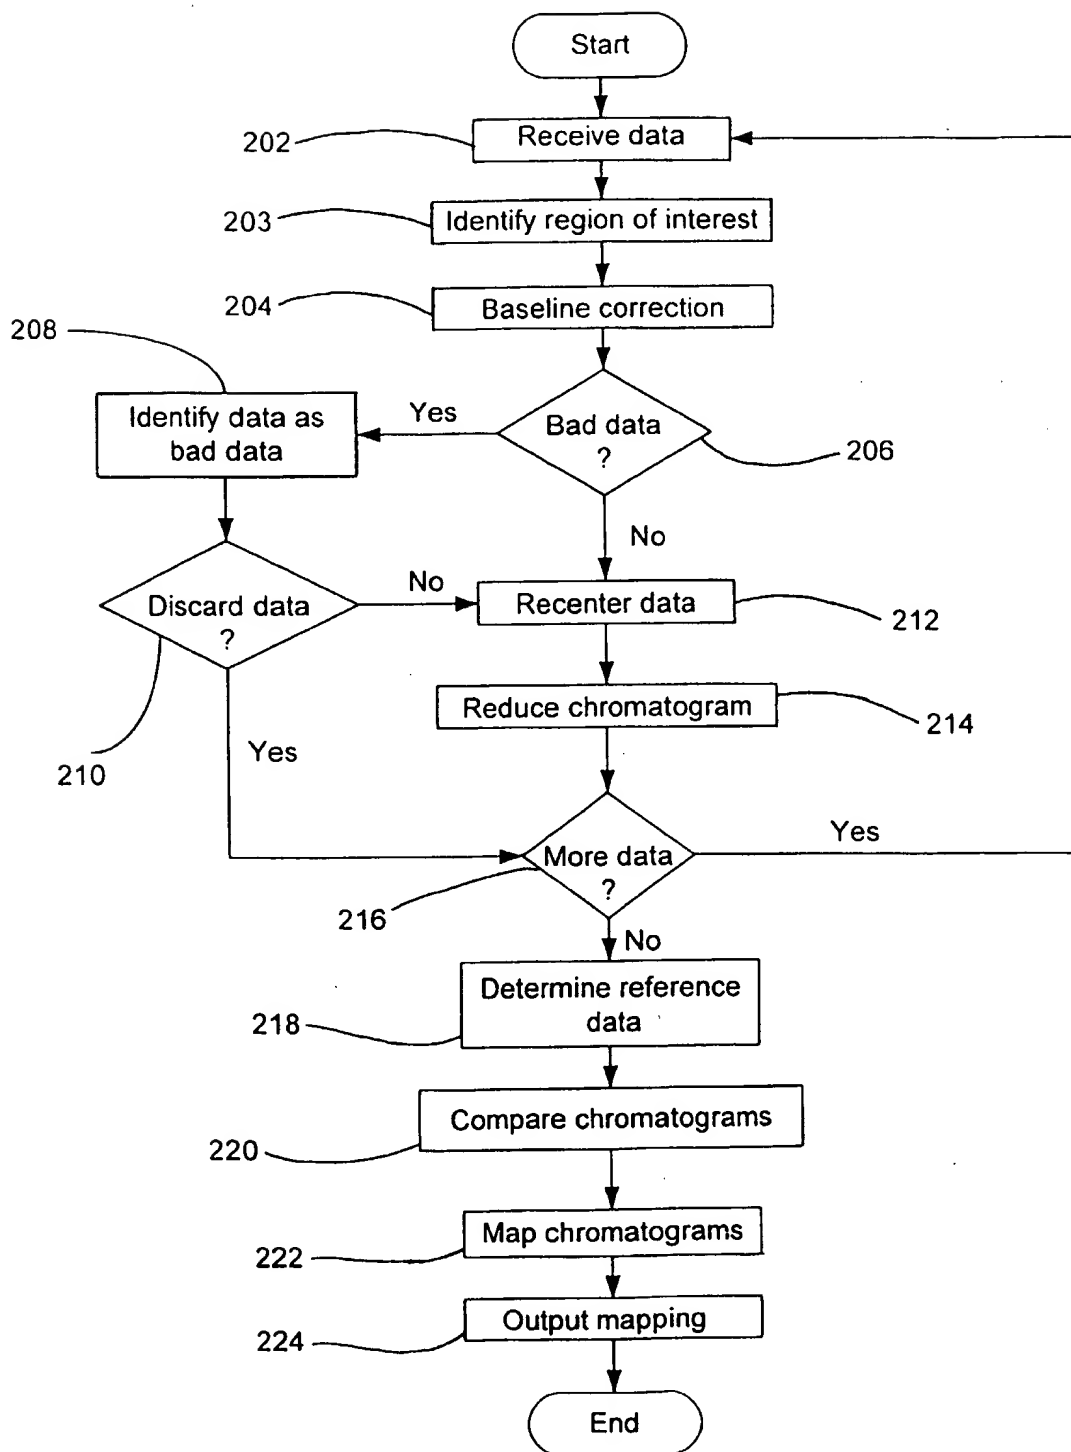 Start
202
Receive data
203
Identify region of interest
204
Baseline correction
208
Identify data as
bad data
Yes
Bad data
?
206
No
Discard data
?
210
No
Recenter data
212
Reduce chromatogram
214
Yes
More data
?
216
Yes
No
Determine reference
data
218
Compare chromatograms
220
Map chromatograms
222
Output mapping
224
End